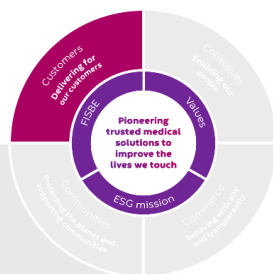 Customers
Delivering for
our customers
Colleagues
Enabling our
people
FISBE
Values
ESG mission
Pioneering
trusted medical
solutions to
improve the
lives we touch
Communities
Protecting the planet and
supporting communities
Behaving ethically
and transparently